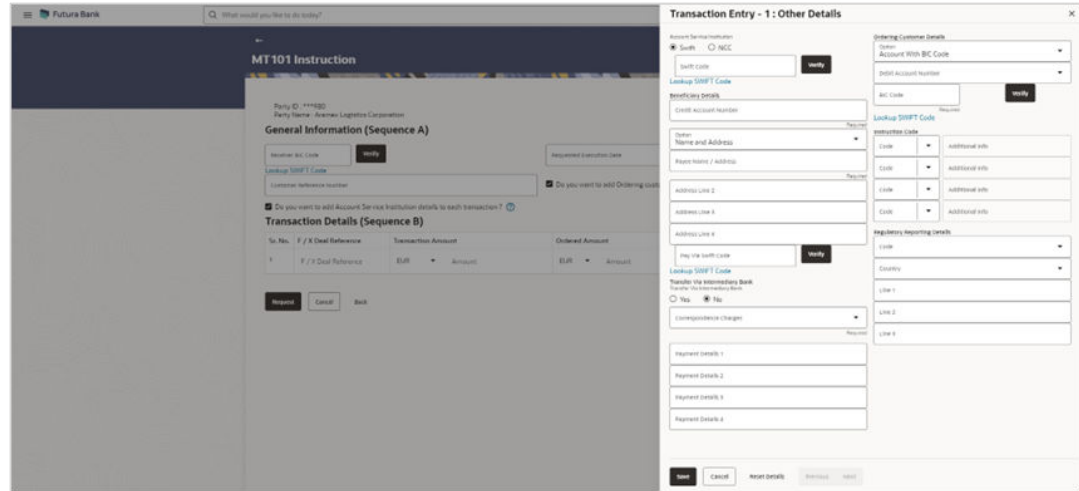 Futura Bank
What would you like to do today?
MT101 Instruction
Party ID : ***980
Party Name : Aramex Logistics Corporation
General Information (Sequence A)
Receiver BIC Code
Verify
Requested Execution Date
Lookup SWIFT Code
Customer Reference Number
Do you want to add Ordering cust
Do you want to add Account Service Institution details to each transaction ?
Transaction Details (Sequence B)
Sr. No. F / X Deal Reference Transaction Amount Ordered Amount
1 F / X Deal Reference EUR Amount EUR Amount
Request Cancel Back
Transaction Entry - 1 : Other Details
Account Service Institution
Swift NCC
Swift Code
Verify
Lookup SWIFT Code
Beneficiary Details
Credit Account Number
Required
Option
Name and Address
Payee Name / Address
Required
Address Line 2
Address Line 3
Address Line 4
Pay Via Swift Code
Verify
Lookup SWIFT Code
Transfer Via Intermediary Bank
Transfer Via Intermediary Bank
Yes No
Correspondence Charges
Required
Payment Details 1
Payment Details 2
Payment Details 3
Payment Details 4
Ordering Customer Details
Option
Account With BIC Code
Debit Account Number
BIC Code
Verify
Required
Lookup SWIFT Code
Instruction Code
Code Additional Info
Code Additional Info
Code Additional Info
Code Additional Info
Regulatory Reporting Details
Code
Country
Line 1
Line 2
Line 3
Save Cancel Reset Details Previous Next